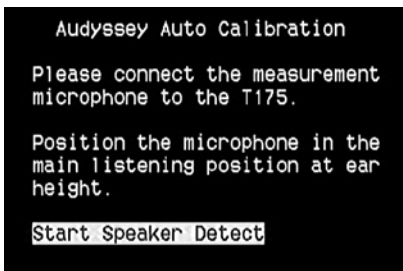 Audyssey Auto Calibration
Please connect the measurement
microphone to the T175.
Position the microphone in the
main listening position at ear
height.
Start Speaker Detect